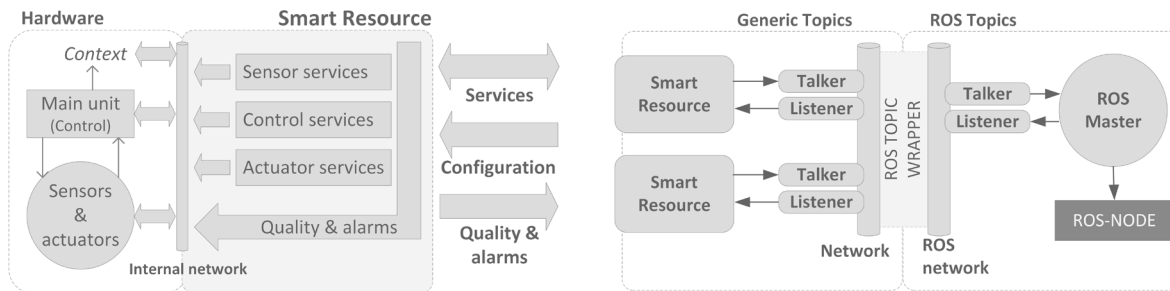 Hardware
Smart Resource
Context
Main unit
(Control)
Sensors
&
actuators
Internal network
Sensor services
Control services
Actuator services
Quality & alarms
Services
Configuration
Quality &
alarms
Generic Topics
ROS Topics
Smart
Resource
Talker
Listener
Smart
Resource
Talker
Listener
Network
ROS TOPIC
WRAPPER
ROS
network
Talker
Listener
ROS
Master
ROS-NODE